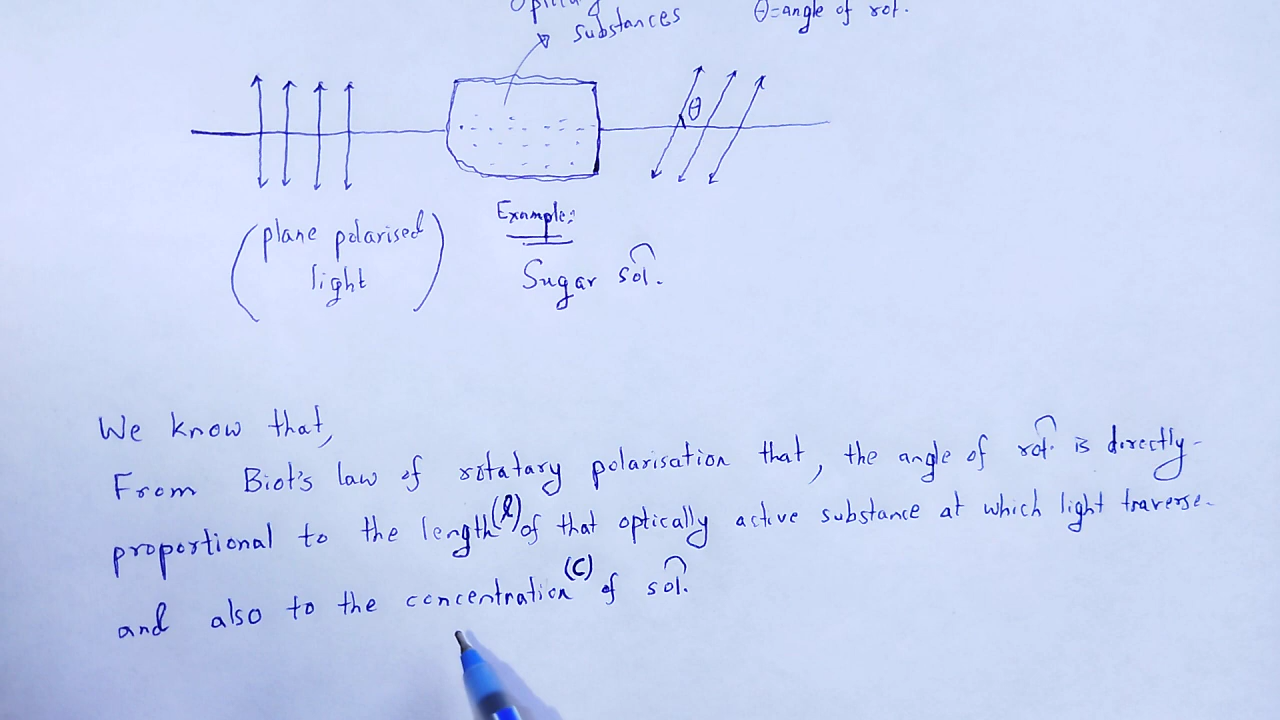 substances θ=angle of rot.
θ
Example:
(plane polarised
light)
Sugar sol.
We know that,
From Biot's law of rotatary polarisation that, the angle of rot. is directly-
proportional to the length (l) of that optically active substance at which light traverse.
and also to the concentration (C) of sol.